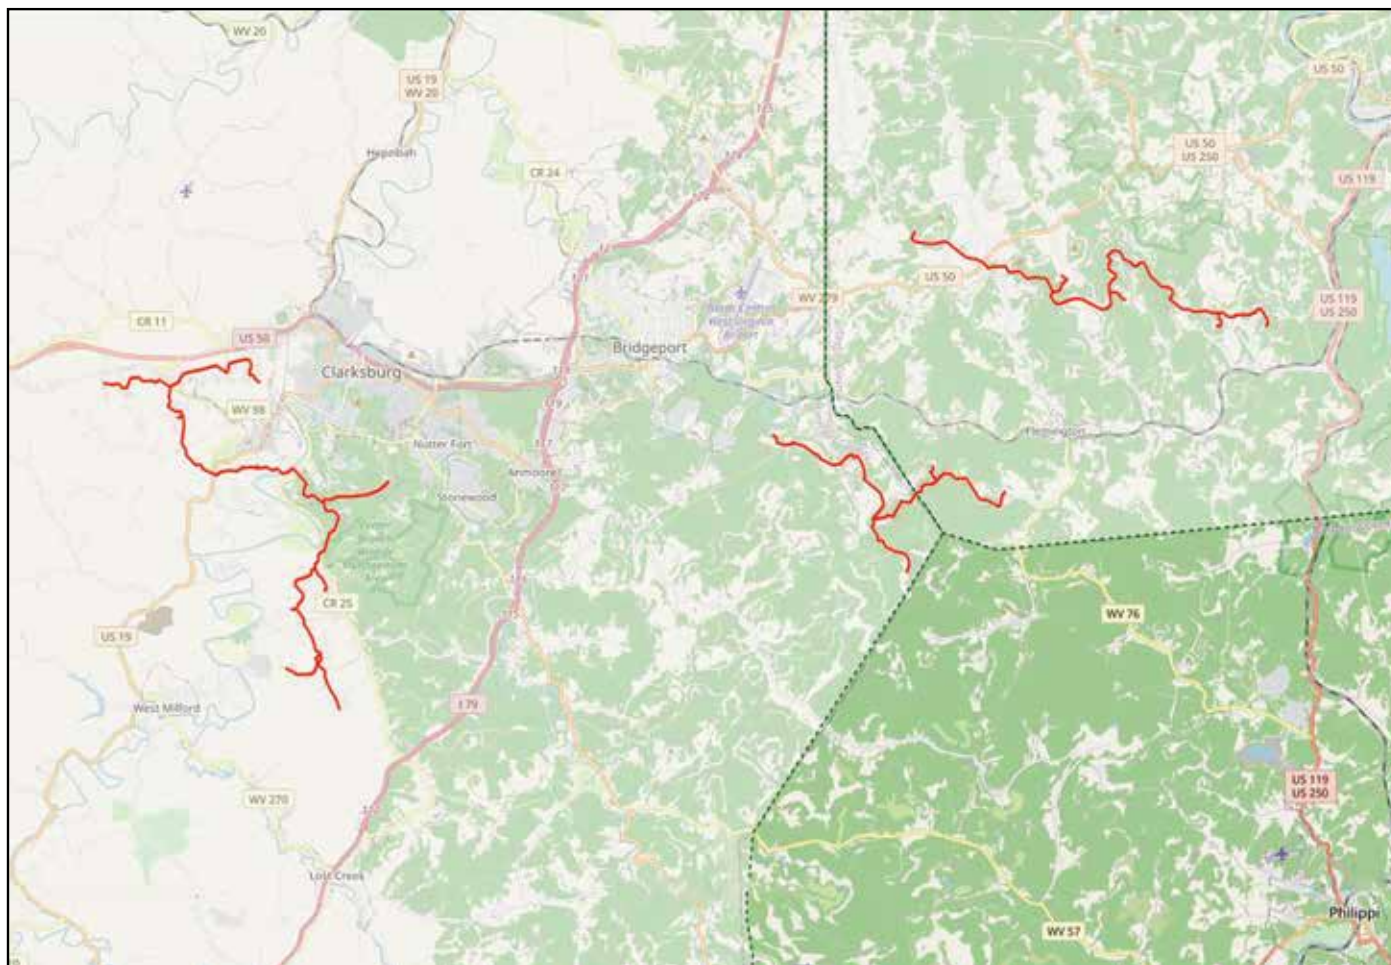 WV 20
US 19
WV 20
US 50
US 50
US 250
Hepzibah
CR 24
US 119
US 50
WV 279
US 119
US 250
CR 11
US 50
Bridgeport
Clarksburg
WV 98
Nutter Fort
Flemington
Anmoore
Stonewood
CR 25
WV 76
US 19
I 79
West Milford
US 119
US 250
WV 270
Lost Creek
Philippi
WV 57